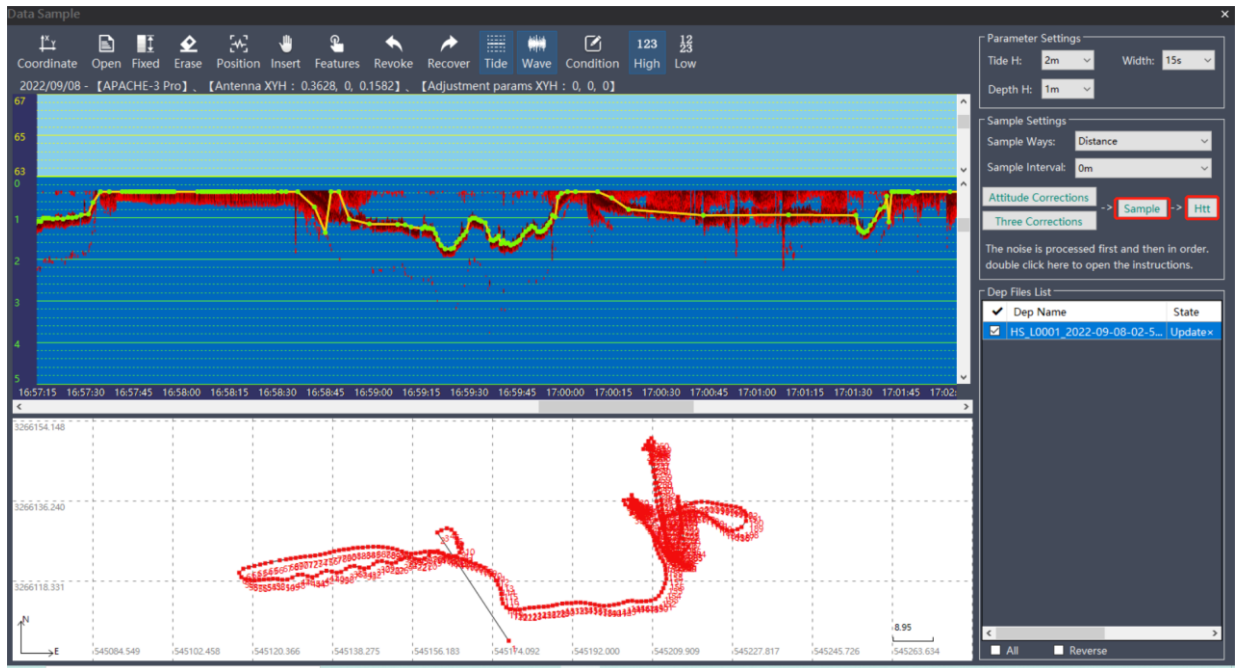 Data Sample ×
Coordinate Open Fixed Erase Position Insert Features Revoke Recover Tide Wave Condition 123 High 12 23 Low
2022/09/08 - 【APACHE-3 Pro】、【Antenna XYH : 0.3628, 0, 0.1582】、【Adjustment params XYH : 0, 0, 0】
67
65
63
0
1
2
3
4
5
16:57:15 16:57:30 16:57:45 16:58:00 16:58:15 16:58:30 16:58:45 16:59:00 16:59:15 16:59:30 16:59:45 17:00:00 17:00:15 17:00:30 17:00:45 17:01:00 17:01:15 17:01:30 17:01:45 17:02:
3266154.148
3266136.240
3266118.331
N
E
545084.549 545102.458 545120.366 545138.275 545156.183 545174.092 545192.000 545209.909 545227.817 545245.726 545263.634
8.95
Parameter Settings
Tide H: 2m Width: 15s
Depth H: 1m
Sample Settings
Sample Ways: Distance
Sample Interval: 0m
Attitude Corrections
Three Corrections
-> Sample -> Htt
The noise is processed first and then in order.
double click here to open the instructions.
Dep Files List
Dep Name State
HS_L0001_2022-09-08-02-5... Update×
All Reverse